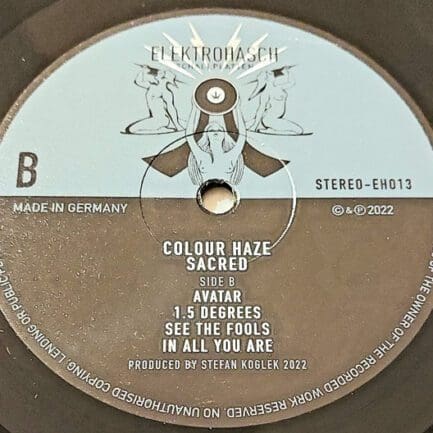 ELEKTROHASCH
SCHALLPLATTEN
B
STEREO-EH013
MADE IN GERMANY
© & ℗ 2022
COLOUR HAZE
SACRED
SIDE B
AVATAR
1.5 DEGREES
SEE THE FOOLS
IN ALL YOU ARE
PRODUCED BY STEFAN KOGLEK 2022
OF THE OWNER OF THE RECORDED WORK RESERVED. NO UNAUTHORISED COPYING, LENDING OR PUBLIC